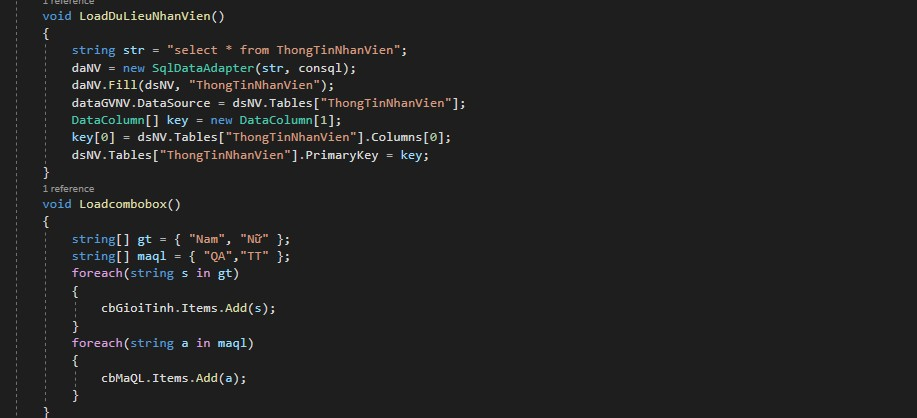 1 reference
void LoadDuLieuNhanVien()
{
string str = "select * from ThongTinNhanVien";
daNV = new SqlDataAdapter(str, consql);
daNV.Fill(dsNV, "ThongTinNhanVien");
dataGVNV.DataSource = dsNV.Tables["ThongTinNhanVien"];
DataColumn[] key = new DataColumn[1];
key[0] = dsNV.Tables["ThongTinNhanVien"].Columns[0];
dsNV.Tables["ThongTinNhanVien"].PrimaryKey = key;
}
1 reference
void Loadcombobox()
{
string[] gt = { "Nam", "Nữ" };
string[] maql = { "QA","TT" };
foreach(string s in gt)
{
cbGioiTinh.Items.Add(s);
}
foreach(string a in maql)
{
cbMaQL.Items.Add(a);
}
}